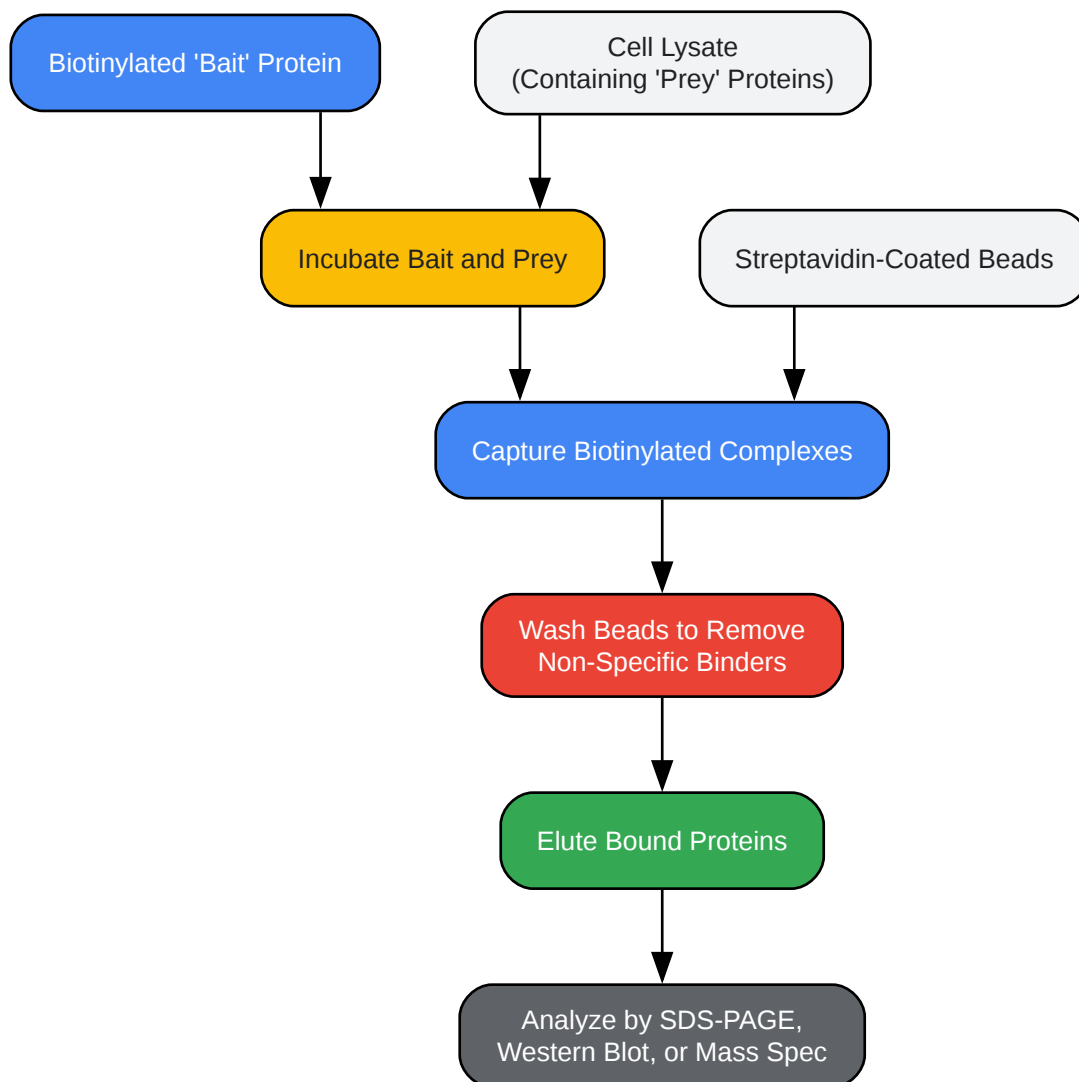 Biotinylated 'Bait' Protein
Cell Lysate
(Containing 'Prey' Proteins)
Incubate Bait and Prey
Streptavidin-Coated Beads
Capture Biotinylated Complexes
Wash Beads to Remove
Non-Specific Binders
Elute Bound Proteins
Analyze by SDS-PAGE,
Western Blot, or Mass Spec